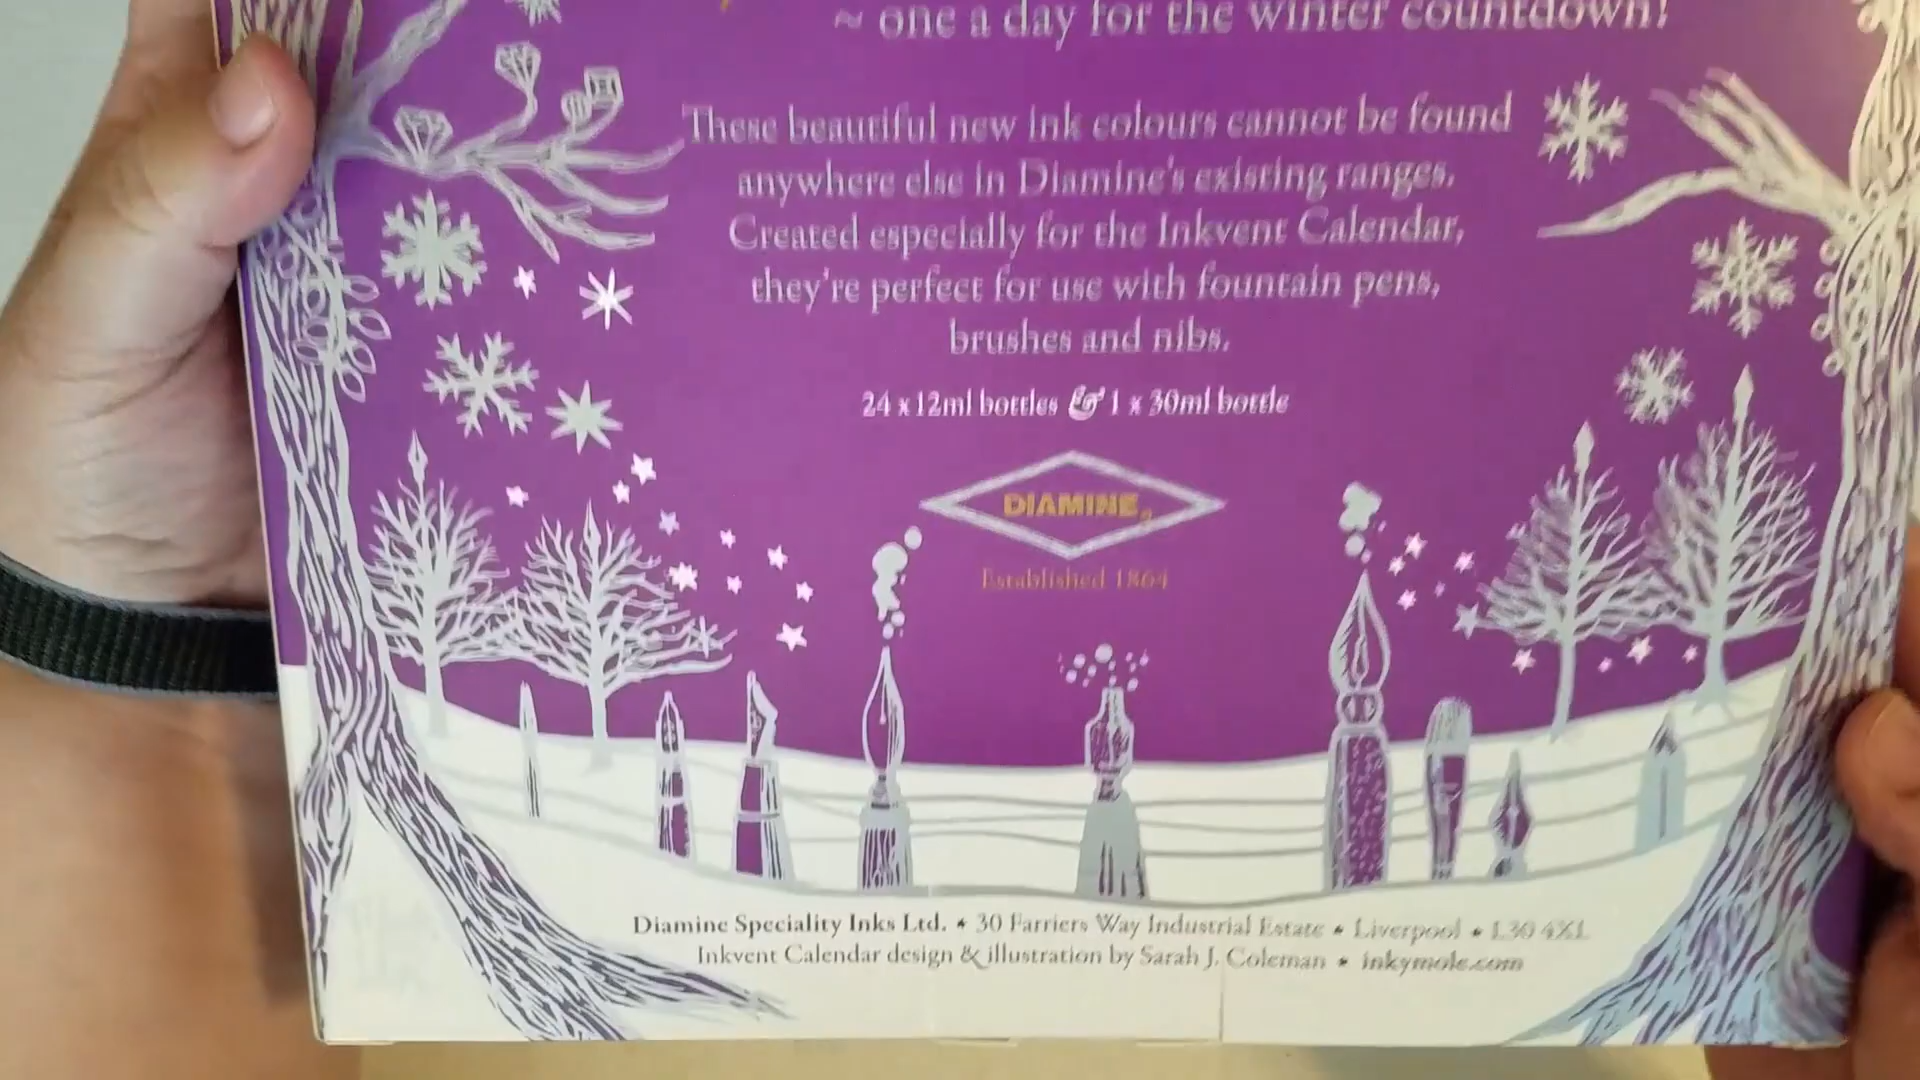 ~ one a day for the winter countdown!
These beautiful new ink colours cannot be found
anywhere else in Diamine's existing ranges.
Created especially for the Inkvent Calendar,
they're perfect for use with fountain pens,
brushes and nibs.
24 x 12ml bottles & 1 x 30ml bottle
DIAMINE
Established 1864
Diamine Speciality Inks Ltd. ★ 30 Farriers Way Industrial Estate ★ Liverpool ★ L30 4XL
Inkvent Calendar design & illustration by Sarah J. Coleman ★ inkymole.com